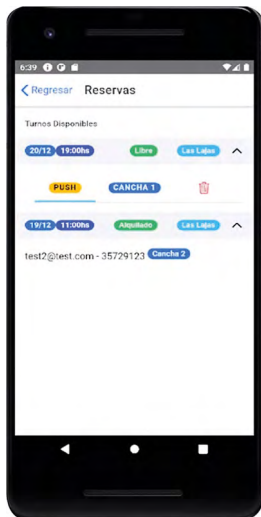 6:39
Regresar Reservas
Turnos Disponibles
20/12 19:00hs Libre Las Lajas
PUSH CANCHA 1
19/12 11:00hs Alquilado Las Lajas
test2@test.com - 35729123 Cancha 2